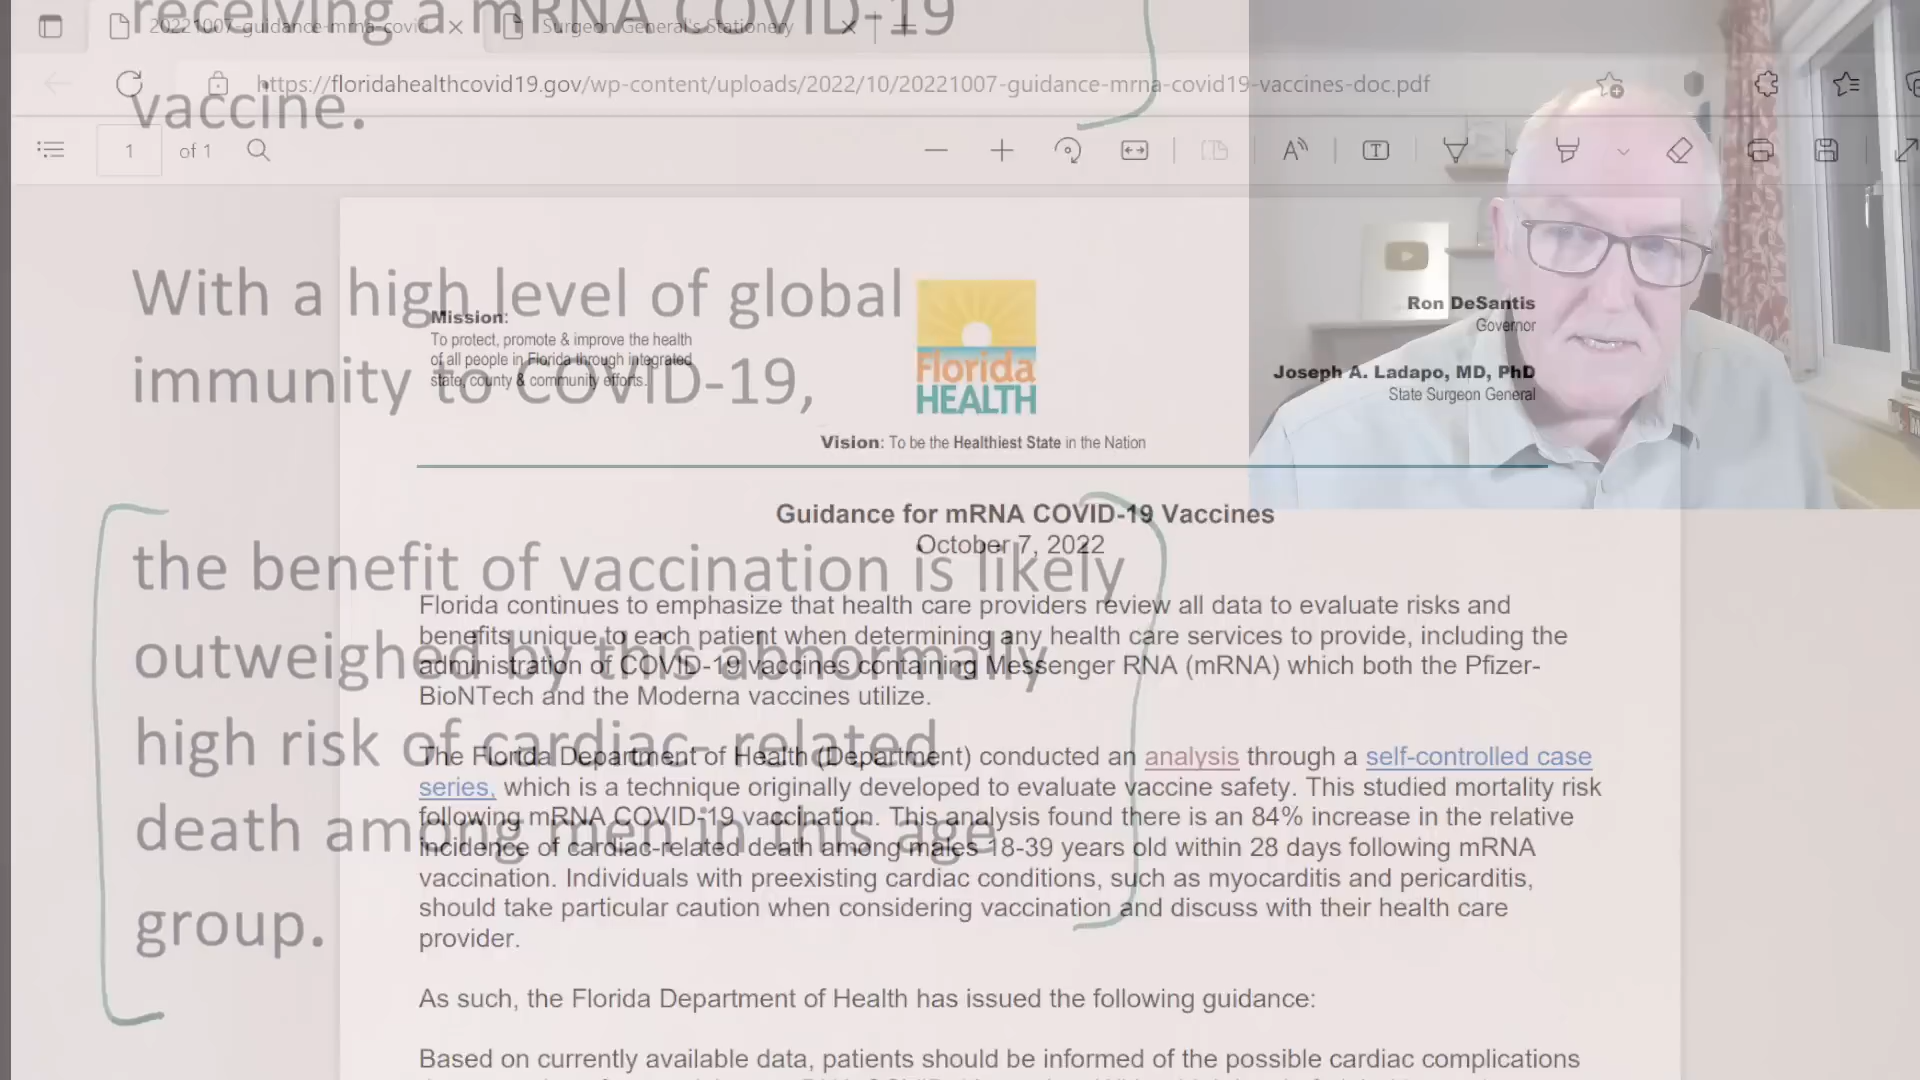 receiving a mRNA COVID-19
vaccine.
With a high level of global
immunity to COVID-19,
the benefit of vaccination is likely
outweighed by this abnormally
high risk of cardiac- related
death among men in this age
group.
20221007-guidance-mrna-covid
Surgeon General's Stationery
https://floridahealthcovid19.gov/wp-content/uploads/2022/10/20221007-guidance-mrna-covid19-vaccines-doc.pdf
1 of 1
Mission:
To protect, promote & improve the health
of all people in Florida through integrated
state, county & community efforts.
Florida
HEALTH
Ron DeSantis
Governor
Joseph A. Ladapo, MD, PhD
State Surgeon General
Vision: To be the Healthiest State in the Nation
Guidance for mRNA COVID-19 Vaccines
October 7, 2022
Florida continues to emphasize that health care providers review all data to evaluate risks and
benefits unique to each patient when determining any health care services to provide, including the
administration of COVID-19 vaccines containing Messenger RNA (mRNA) which both the Pfizer-
BioNTech and the Moderna vaccines utilize.
The Florida Department of Health (Department) conducted an analysis through a self-controlled case
series, which is a technique originally developed to evaluate vaccine safety. This studied mortality risk
following mRNA COVID-19 vaccination. This analysis found there is an 84% increase in the relative
incidence of cardiac-related death among males 18-39 years old within 28 days following mRNA
vaccination. Individuals with preexisting cardiac conditions, such as myocarditis and pericarditis,
should take particular caution when considering vaccination and discuss with their health care
provider.
As such, the Florida Department of Health has issued the following guidance:
Based on currently available data, patients should be informed of the possible cardiac complications